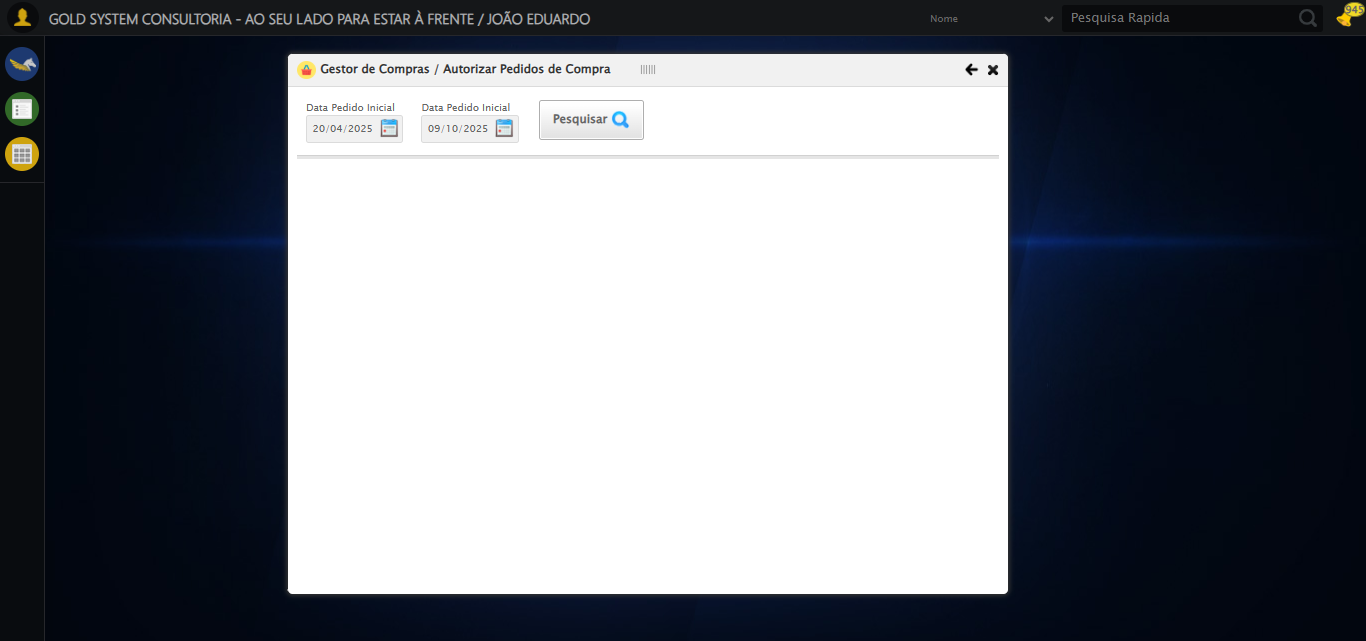 GOLD SYSTEM CONSULTORIA - AO SEU LADO PARA ESTAR À FRENTE / JOÃO EDUARDO
Nome
Pesquisa Rapida
945
Gestor de Compras / Autorizar Pedidos de Compra
Data Pedido Inicial
Data Pedido Inicial
20/04/2025
09/10/2025
Pesquisar